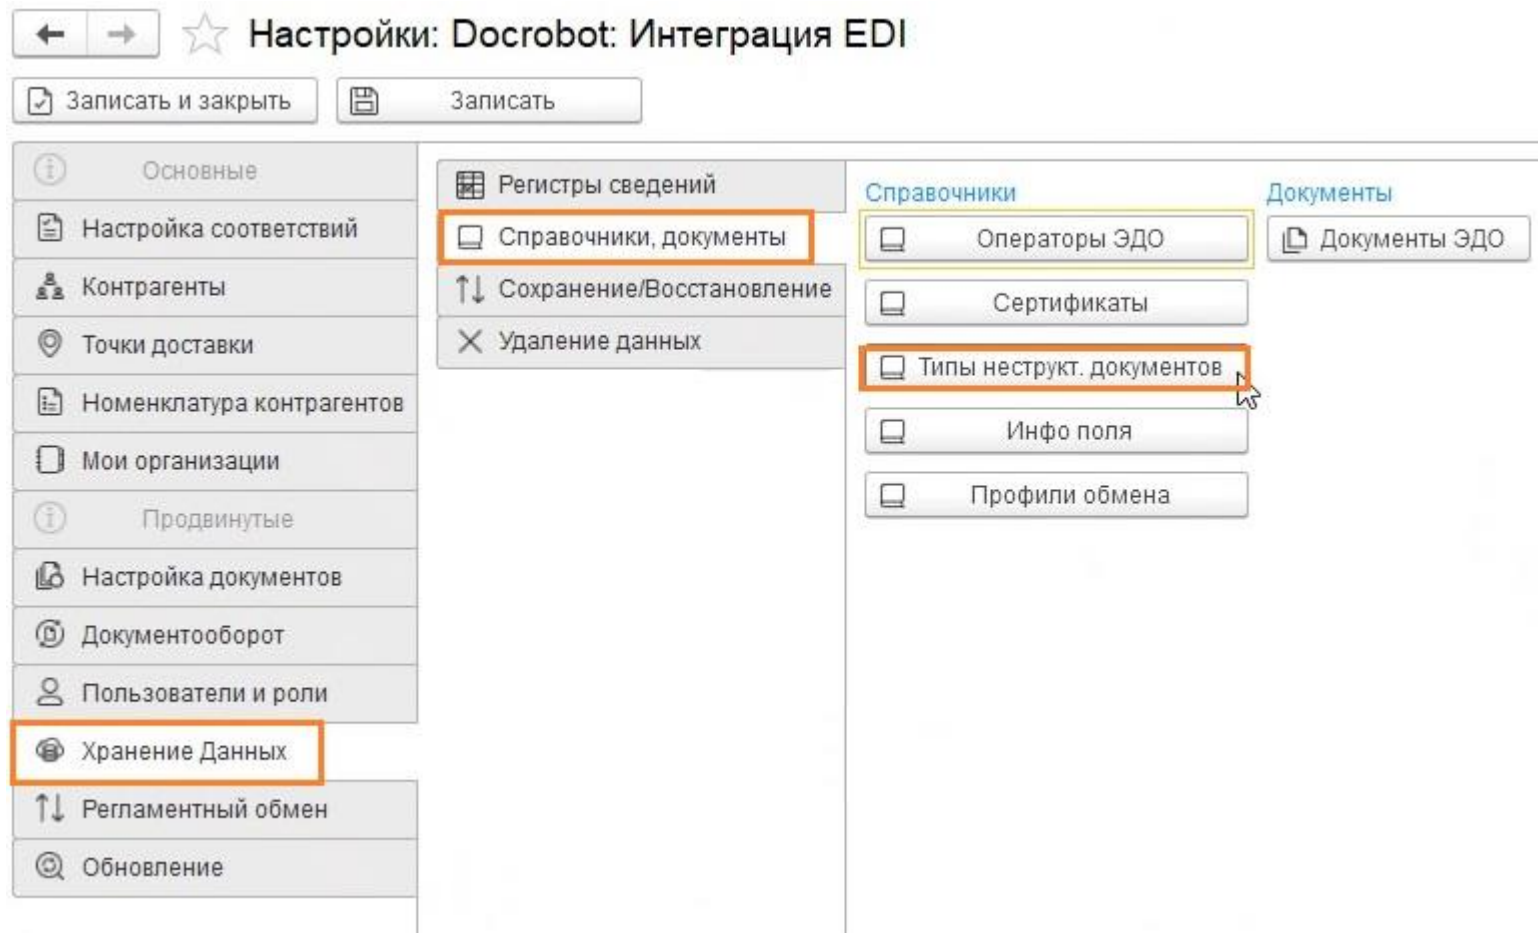 Настройки: Docrobot: Интеграция EDI
Записать и закрыть
Записать
Основные
Настройка соответствий
Контрагенты
Точки доставки
Номенклатура контрагентов
Мои организации
Продвинутые
Настройка документов
Документооборот
Пользователи и роли
Хранение Данных
Регламентный обмен
Обновление
Регистры сведений
Справочники, документы
Сохранение/Восстановление
Удаление данных
Справочники
Операторы ЭДО
Сертификаты
Типы неструкт. документов
Инфо поля
Профили обмена
Документы
Документы ЭДО